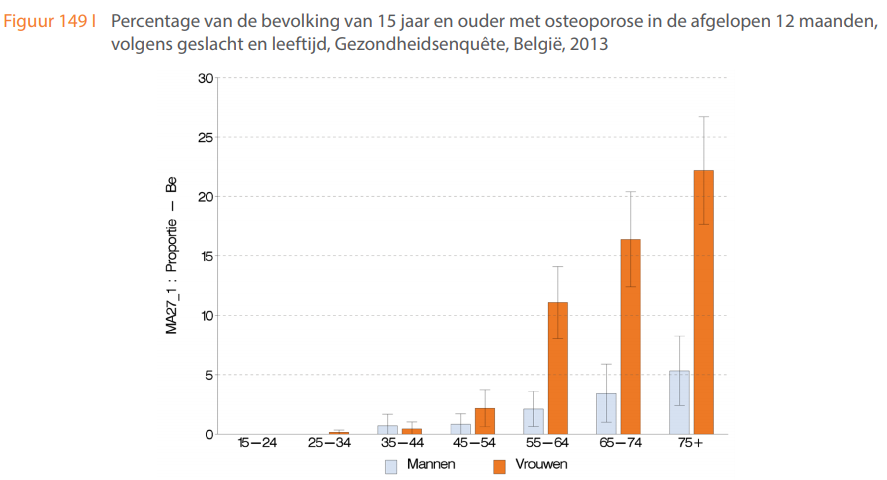 Figuur 149 I Percentage van de bevolking van 15 jaar en ouder met osteoporose in de afgelopen 12 maanden,
volgens geslacht en leeftijd, Gezondheidsenquête, België, 2013
30
25
20
15
10
5
0
MA27_1 : Proportie — Be
15—24 25—34 35—44 45—54 55—64 65—74 75+
Mannen Vrouwen